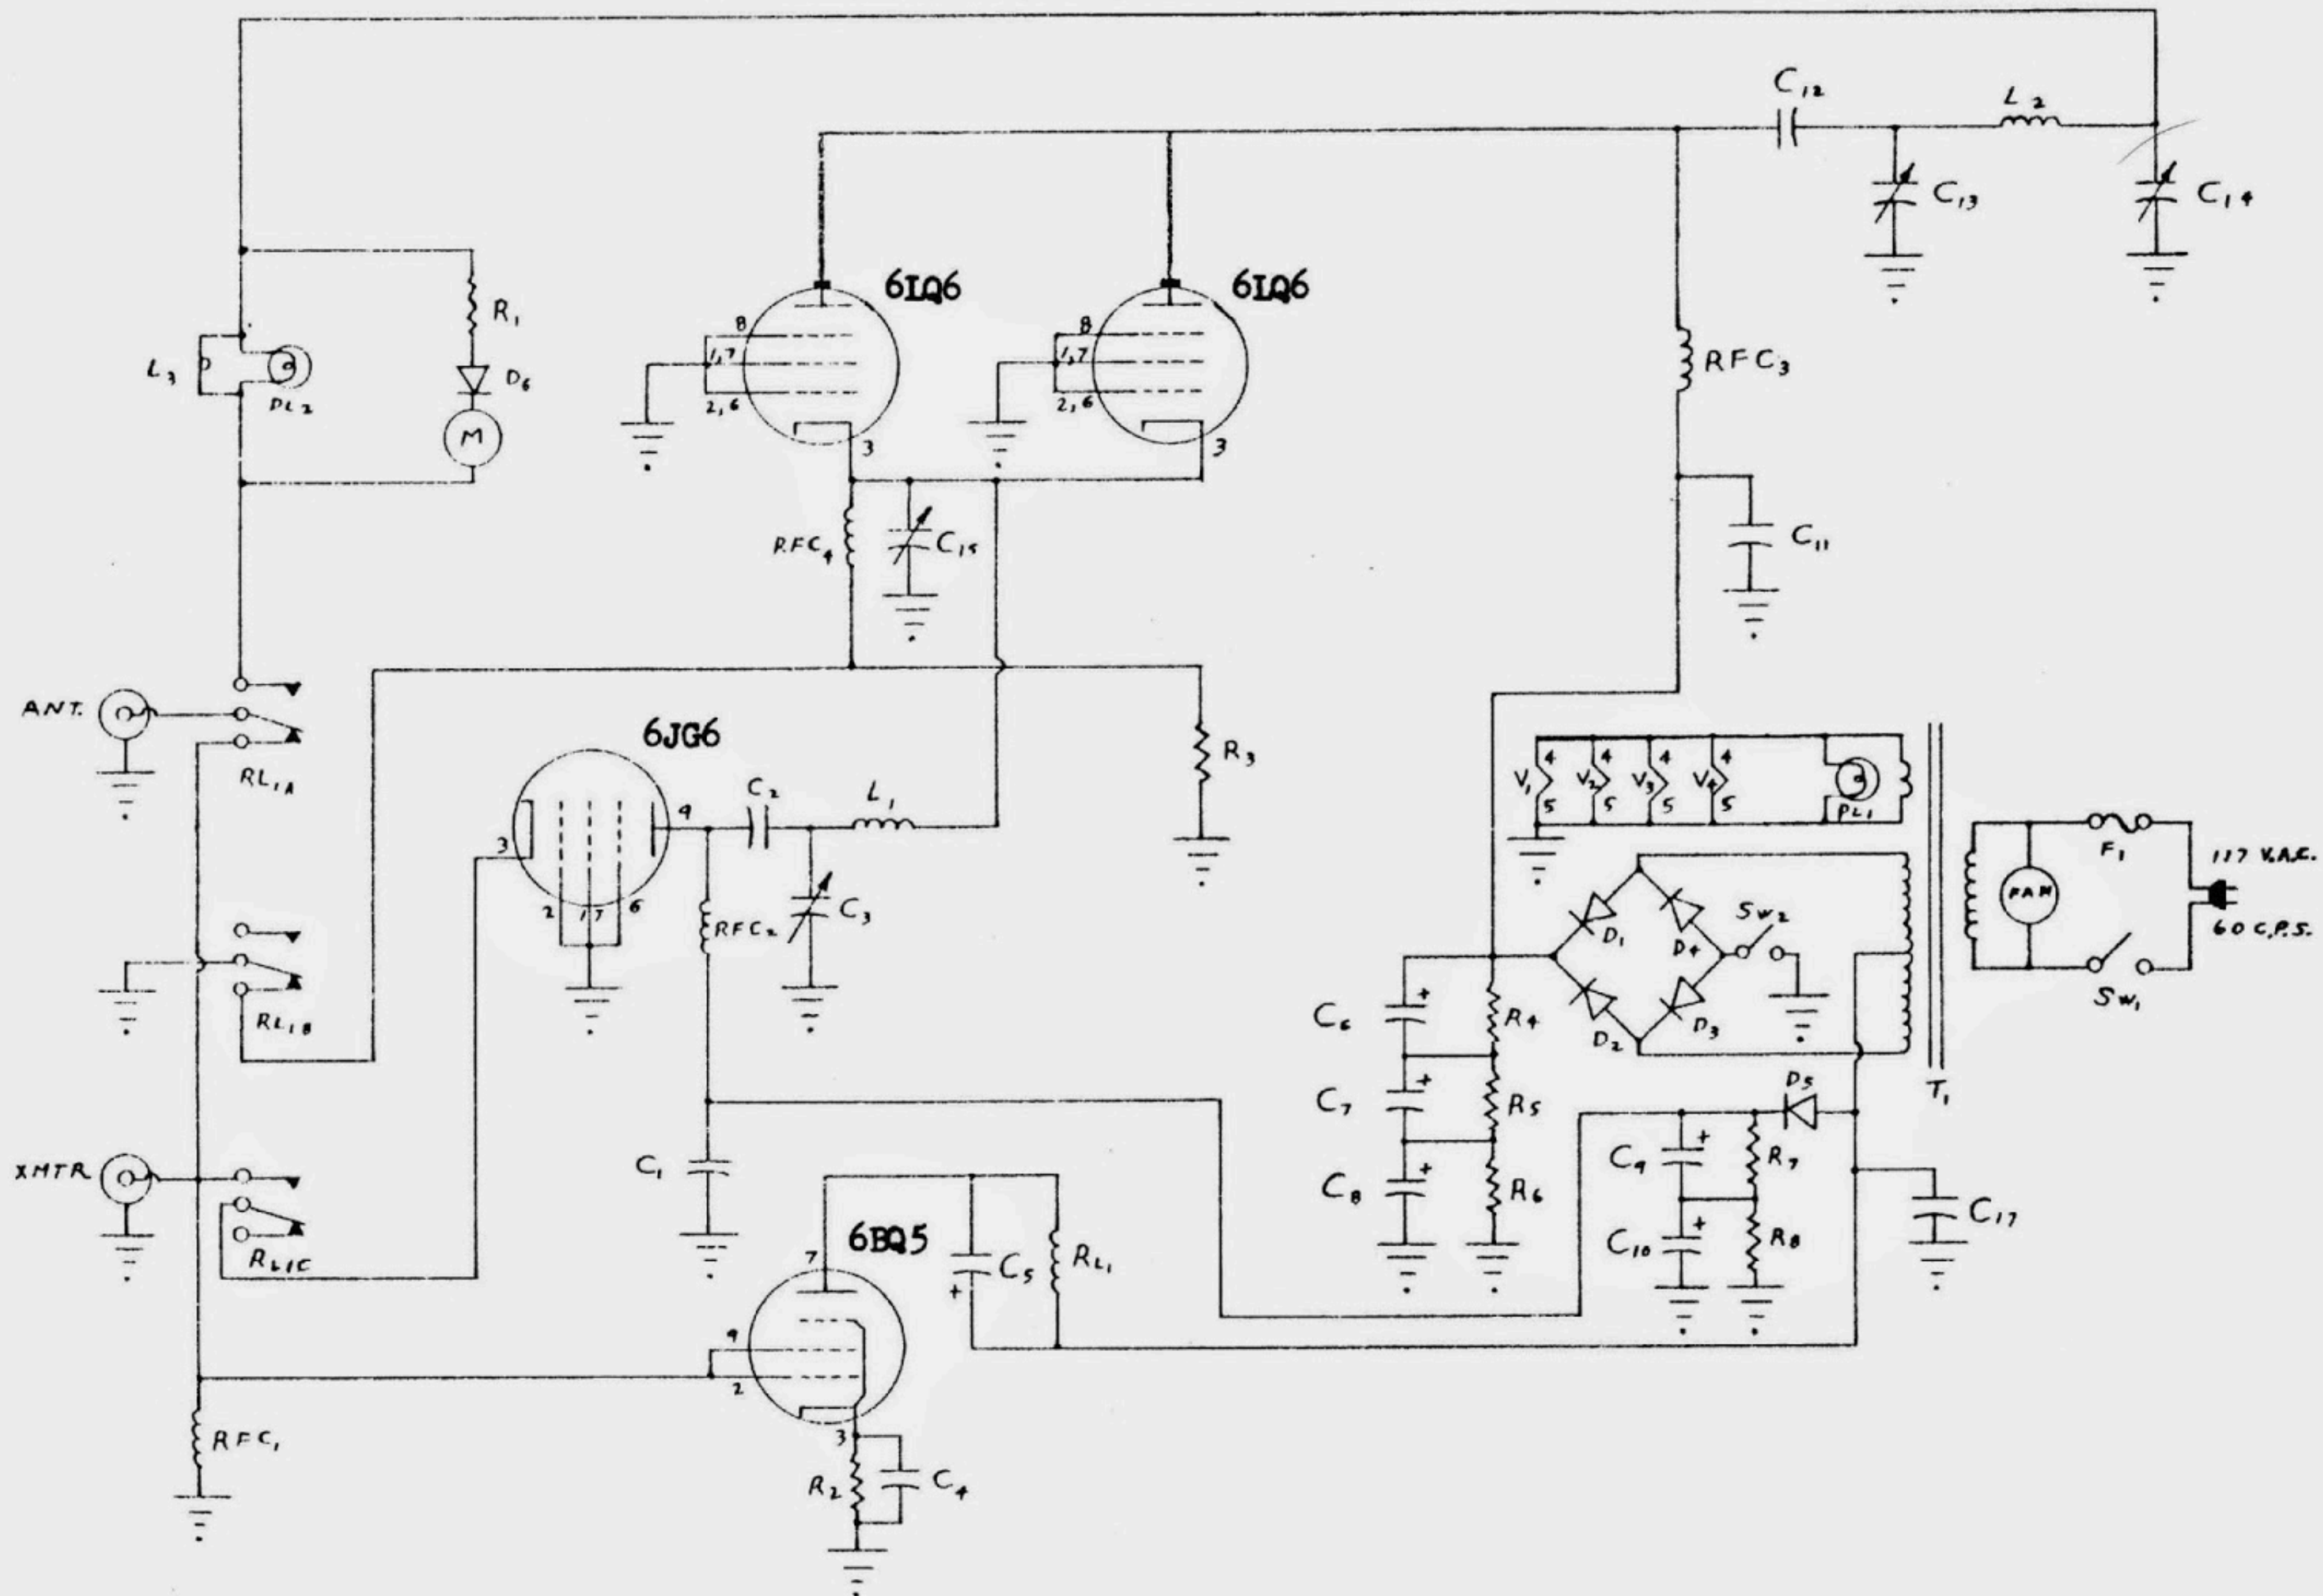 C12
L2
C13
C14
6LQ6
6LQ6
8
1,7
2,6
3
8
1,7
2,6
3
R1
D6
M
L3
PL2
RFC3
C11
RFC4
C15
ANT.
RL1A
6JG6
C2
L1
R3
3
9
2
1
7
6
RFC2
C3
V1
4
5
V2
4
5
V3
4
5
V4
4
5
PL1
F1
117 V.A.C.
FAN
60 C.P.S.
SW1
SW2
D1
D4
D2
D3
T1
RL1B
C6
R4
C7
R5
C8
R6
D5
C9
R7
C10
R8
C17
XMTR
RL1C
C1
6BQ5
7
9
2
3
C5
RL1
RFC1
R2
C4
+
+
+
+
+
+